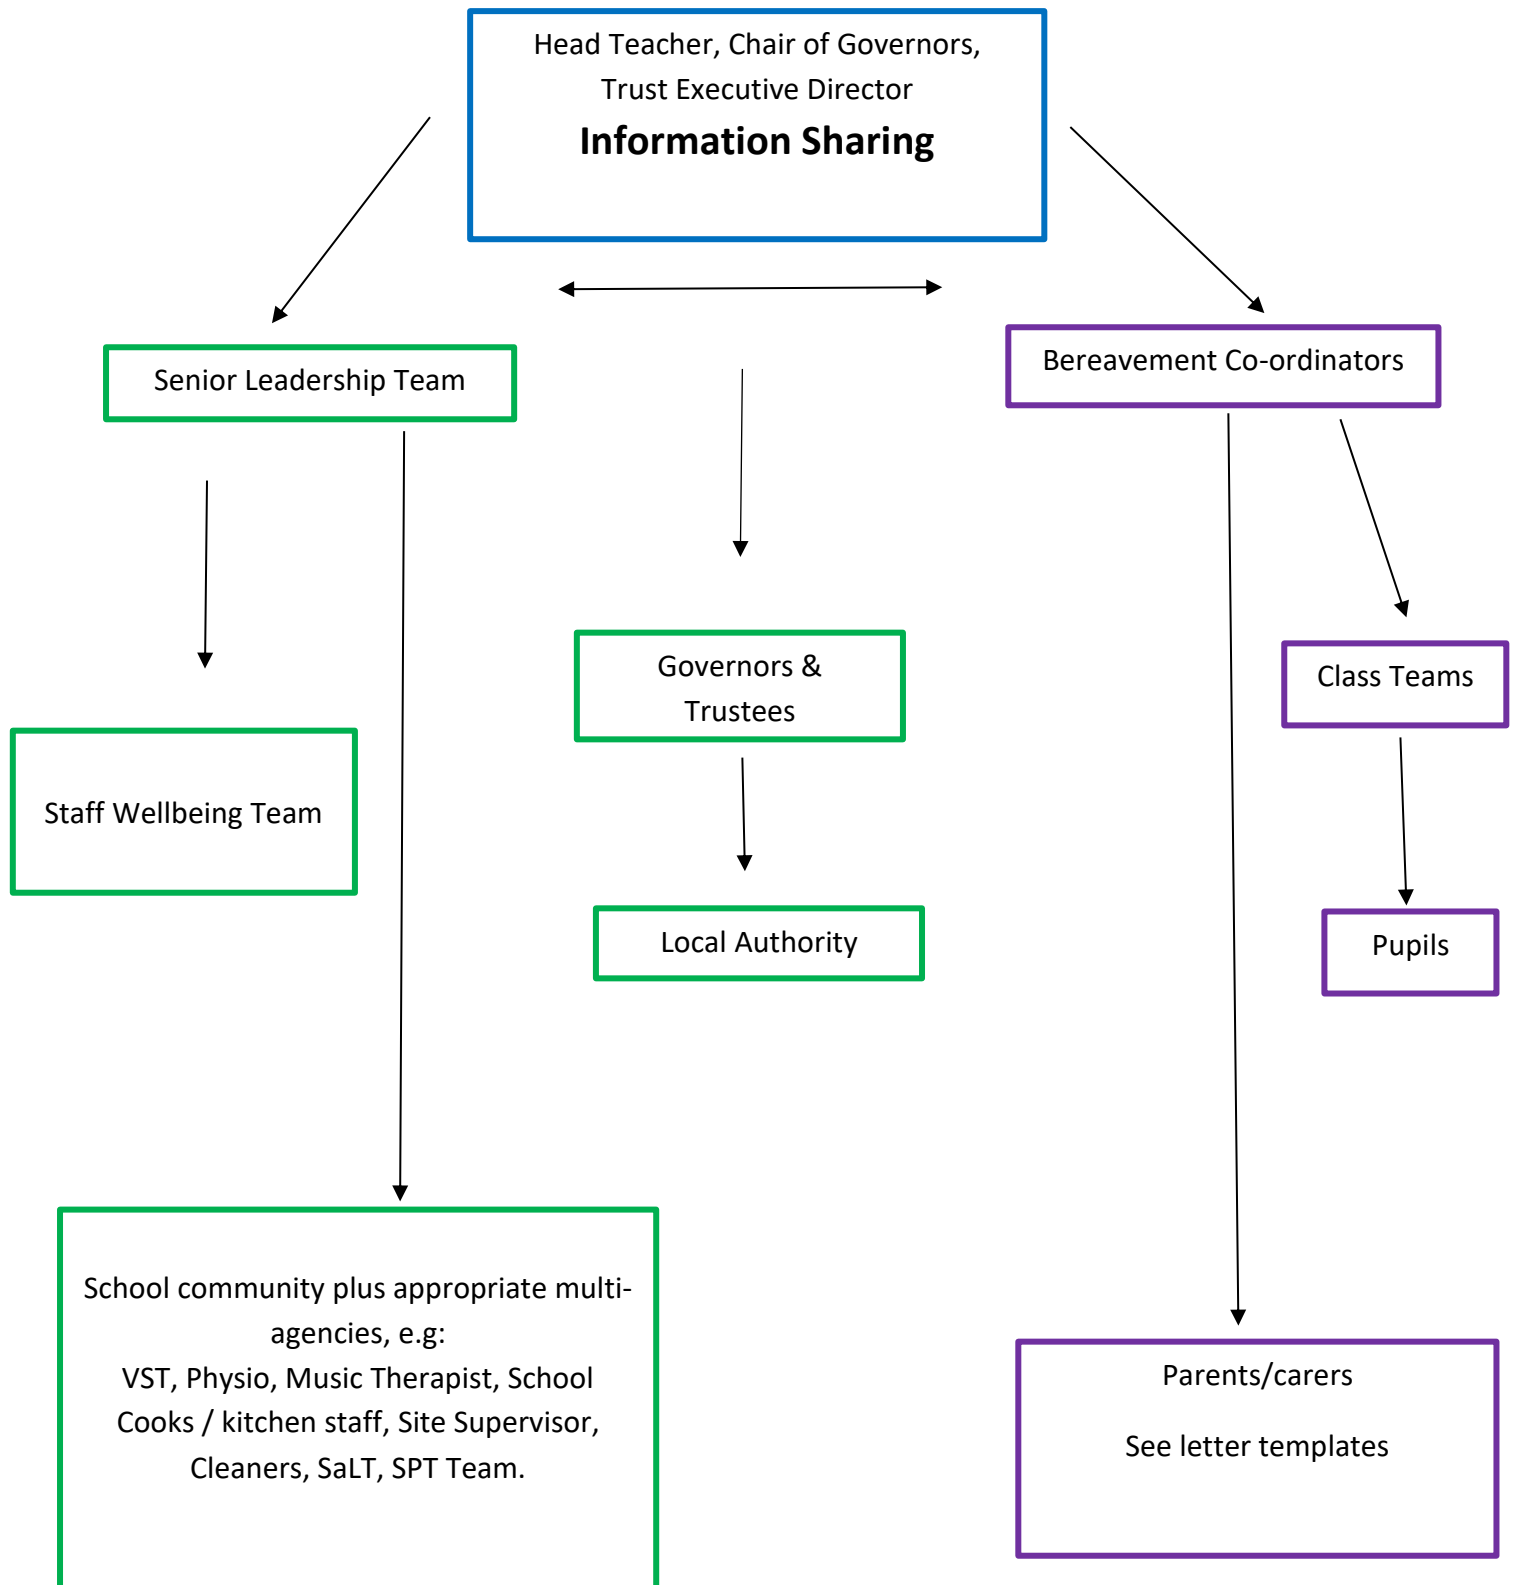 Head Teacher, Chair of Governors,
Trust Executive Director
Information Sharing
Senior Leadership Team
Bereavement Co-ordinators
Governors &
Trustees
Class Teams
Staff Wellbeing Team
Local Authority
Pupils
School community plus appropriate multi-
agencies, e.g:
VST, Physio, Music Therapist, School
Cooks / kitchen staff, Site Supervisor,
Cleaners, SaLT, SPT Team.
Parents/carers
See letter templates